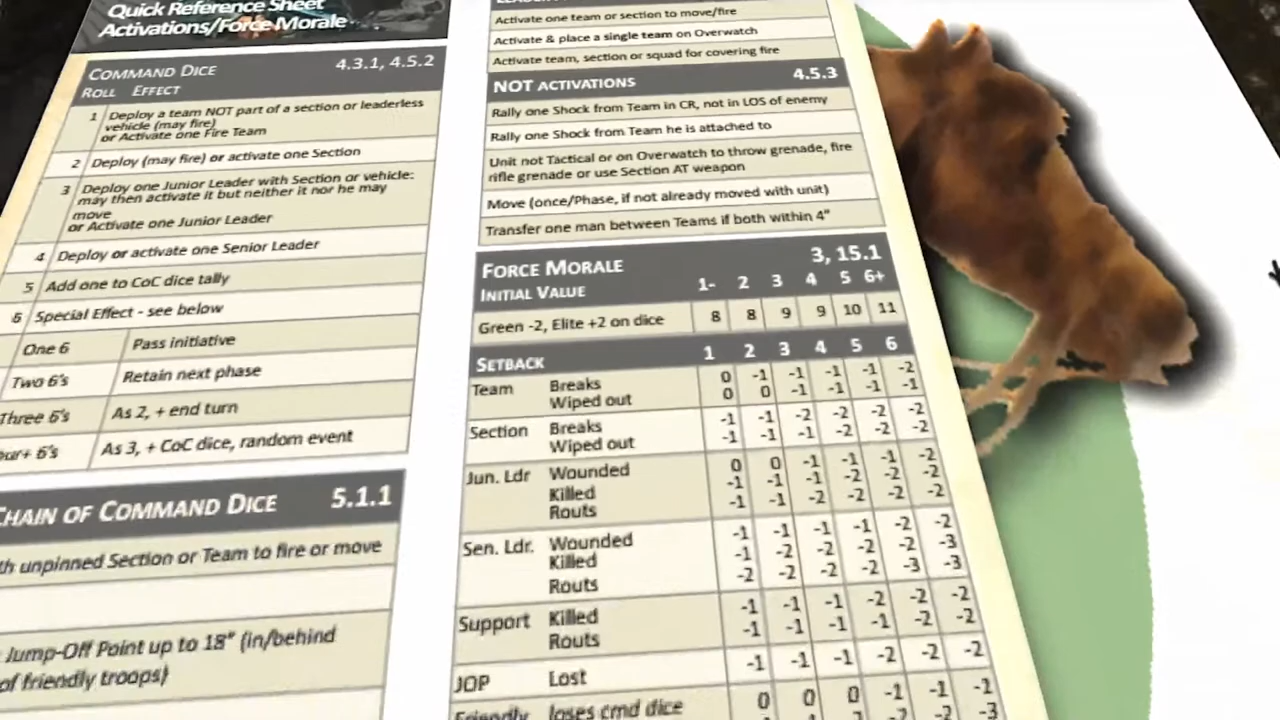 Quick Reference Sheet
Activations/Force Morale
COMMAND DICE 4.3.1, 4.5.2
ROLL EFFECT
1 Deploy a team NOT part of a section or leaderless
vehicle (may fire)
or Activate one Fire Team
2 Deploy (may fire) or activate one Section
3 Deploy one Junior Leader with Section or vehicle:
may then activate it but neither it nor he may
move
or Activate one Junior Leader
4 Deploy or activate one Senior Leader
5 Add one to CoC dice tally
6 Special Effect - see below
One 6 Pass initiative
Two 6's Retain next phase
Three 6's As 2, + end turn
6's As 3, + CoC dice, random event
CHAIN OF COMMAND DICE 5.1.1
unpinned Section or Team to fire or move
Jump-Off Point up to 18" (in/behind
of friendly troops)
Activate one team or section to move/fire
Activate & place a single team on Overwatch
Activate team, section or squad for covering fire
NOT ACTIVATIONS 4.5.3
Rally one Shock from Team in CR, not in LOS of enemy
Rally one Shock from Team he is attached to
Unit not Tactical or on Overwatch to throw grenade, fire
rifle grenade or use Section AT weapon
Move (once/Phase, if not already moved with unit)
Transfer one man between Teams if both within 4"
FORCE MORALE 3, 15.1
INITIAL VALUE 1- 2 3 4 5 6+
Green -2, Elite +2 on dice 8 8 9 9 10 11
SETBACK 1 2 3 4 5 6
Team Breaks 0 -1 -1 -1 -1 -2
Wiped out 0 0 -1 -1 -1 -1
Section Breaks -1 -1 -2 -2 -2 -2
Wiped out -1 -1 -1 -2 -2 -2
Jun. Ldr Wounded 0 0 -1 -1 -1 -2
Killed -1 -1 -1 -2 -2 -2
Routs -1 -1 -2 -2 -2 -2
Sen. Ldr. Wounded -1 -1 -1 -1 -2 -2
Killed -1 -2 -2 -2 -2 -3
Routs -2 -2 -2 -2 -3 -3
Support Killed -1 -1 -1 -2 -2 -2
Routs -1 -1 -1 -1 -2 -2
JOP Lost -1 -1 -1 -2 -2 -2
Friendly loses cmd dice 0 0 0 -1 -1 -1
-2 -3